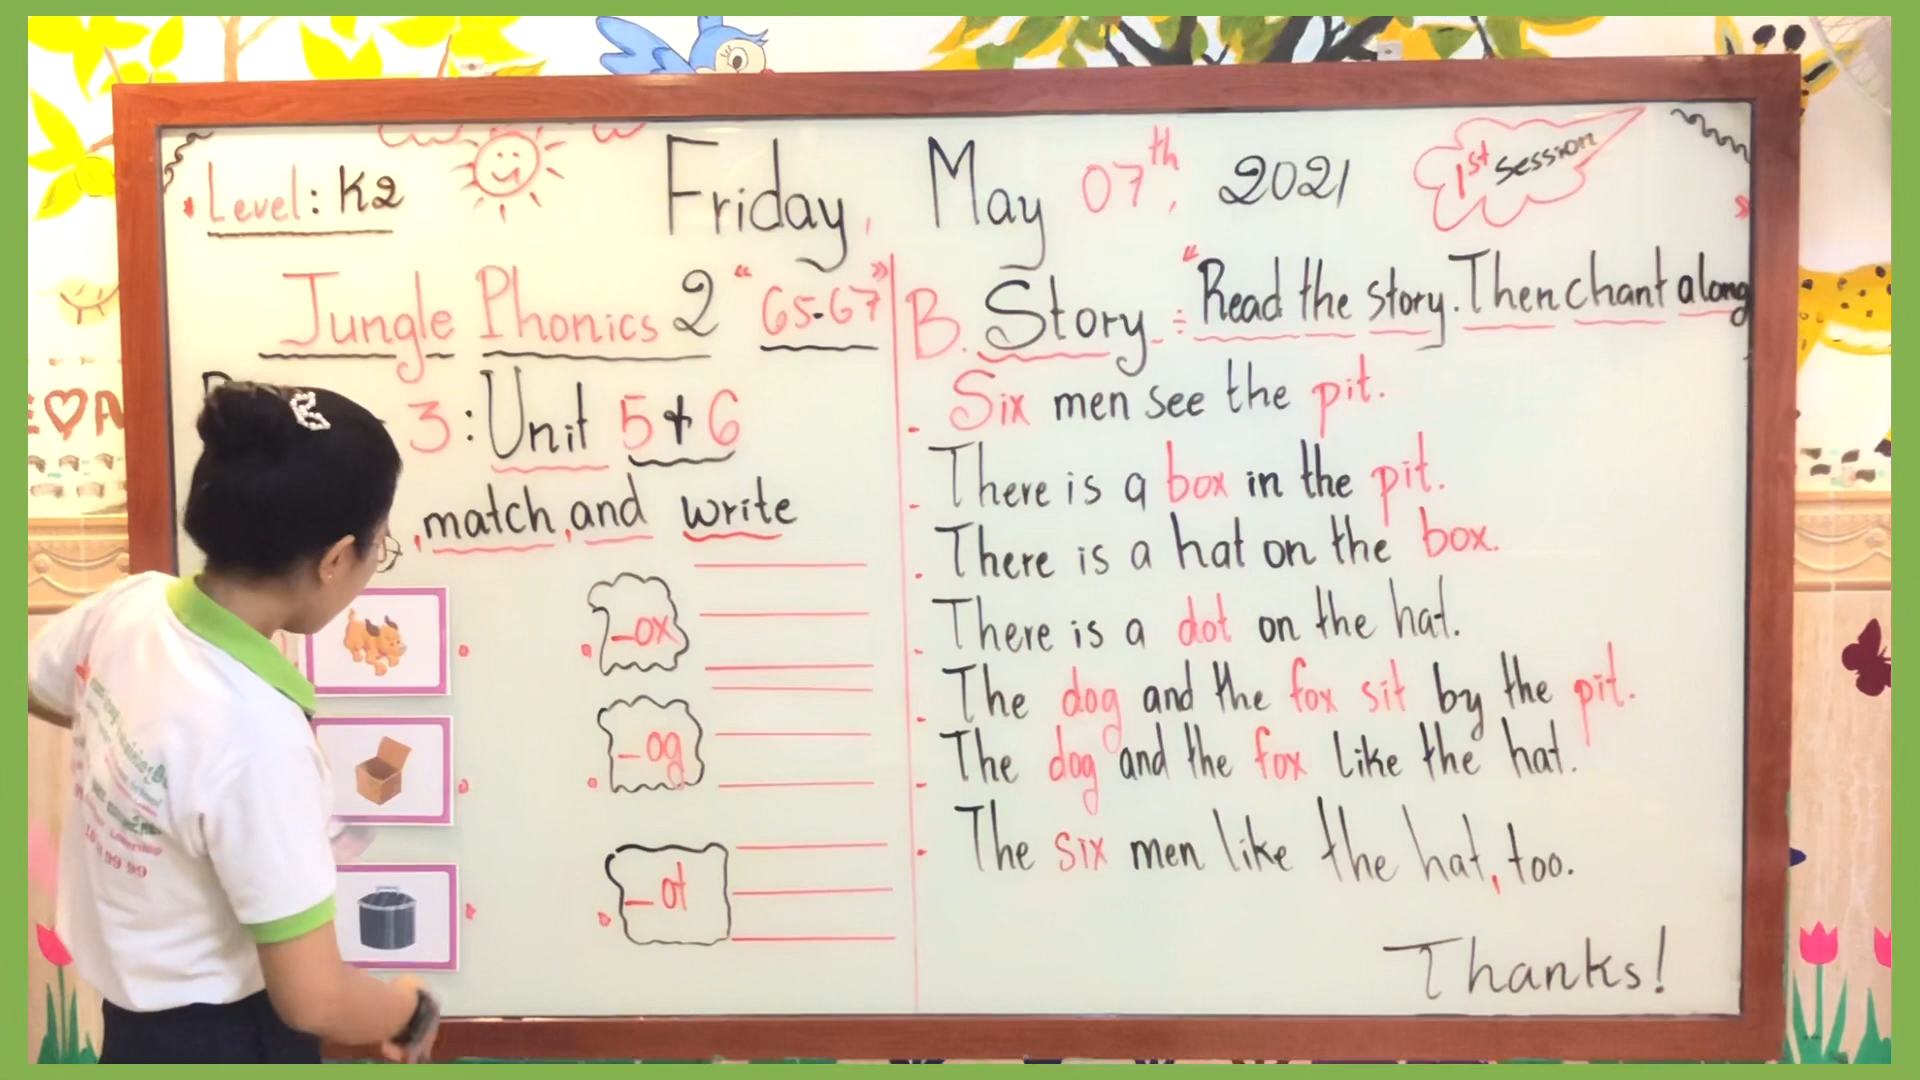 Level: K2
Friday, May 07th, 2021
1st session
Jungle Phonics 2 "65-67"
3: Unit 5+6
, match, and write
_ox
_og
_ot
B. Story: "Read the story. Then chant along"
- Six men see the pit.
- There is a box in the pit.
. There is a hat on the box.
- There is a dot on the hat.
- The dog and the fox sit by the pit.
- The dog and the fox like the hat.
- The six men like the hat, too.
Thanks!